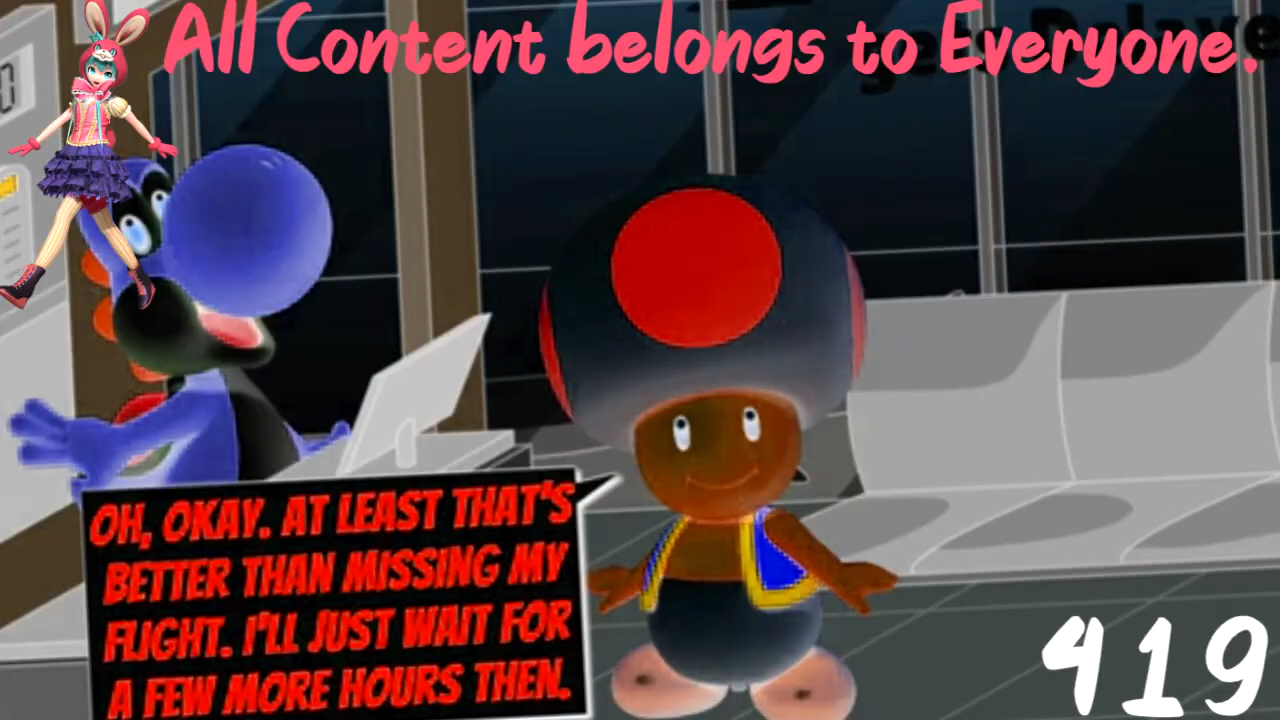 All Content belongs to Everyone.
OH, OKAY. AT LEAST THAT'S
BETTER THAN MISSING MY
FLIGHT. I'LL JUST WAIT FOR
A FEW MORE HOURS THEN.
419